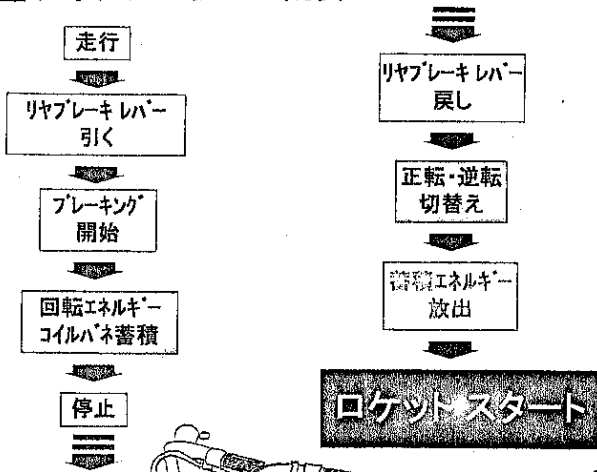 走行
リヤブレーキ レバー
引く
ブレーキング
開始
回転エネルギー
コイルバネ蓄積
停止
リヤブレーキ レバー
戻し
正転・逆転
切替え
蓄積エネルギー
放出
ロケット スタート